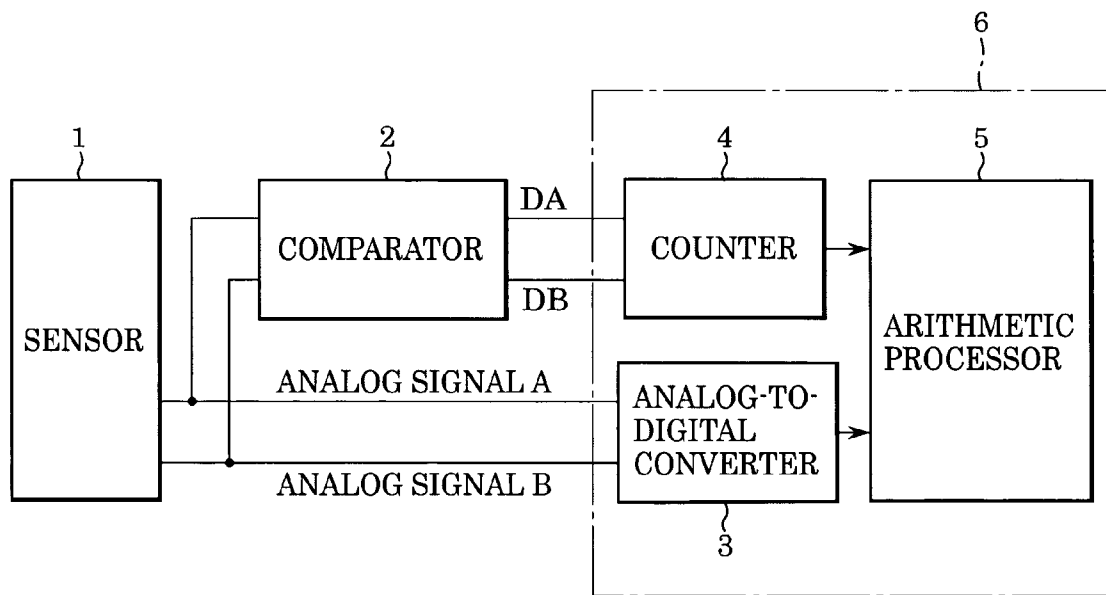 6
1
2
4
5
DA
COMPARATOR
COUNTER
DB
SENSOR
ARITHMETIC
PROCESSOR
ANALOG SIGNAL A
ANALOG-TO-
DIGITAL
CONVERTER
ANALOG SIGNAL B
3